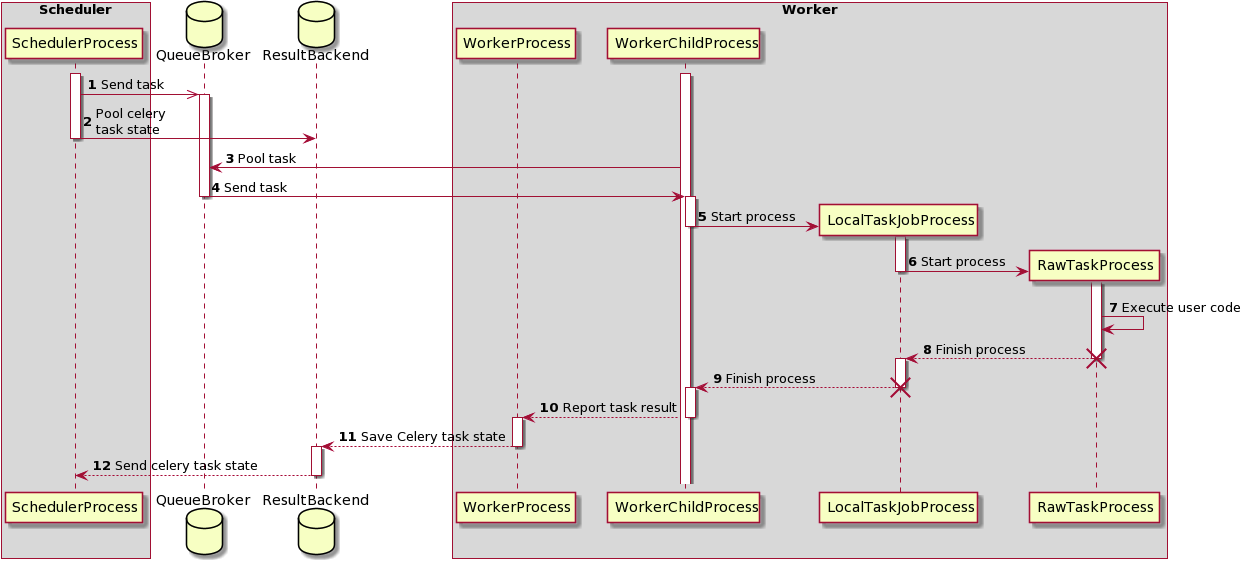 Scheduler
Worker
SchedulerProcess
QueueBroker
ResultBackend
WorkerProcess
WorkerChildProcess
1 Send task
2 Pool celery
task state
3 Pool task
4 Send task
5 Start process
LocalTaskJobProcess
6 Start process
RawTaskProcess
7 Execute user code
8 Finish process
9 Finish process
10 Report task result
11 Save Celery task state
12 Send celery task state
SchedulerProcess
QueueBroker
ResultBackend
WorkerProcess
WorkerChildProcess
LocalTaskJobProcess
RawTaskProcess